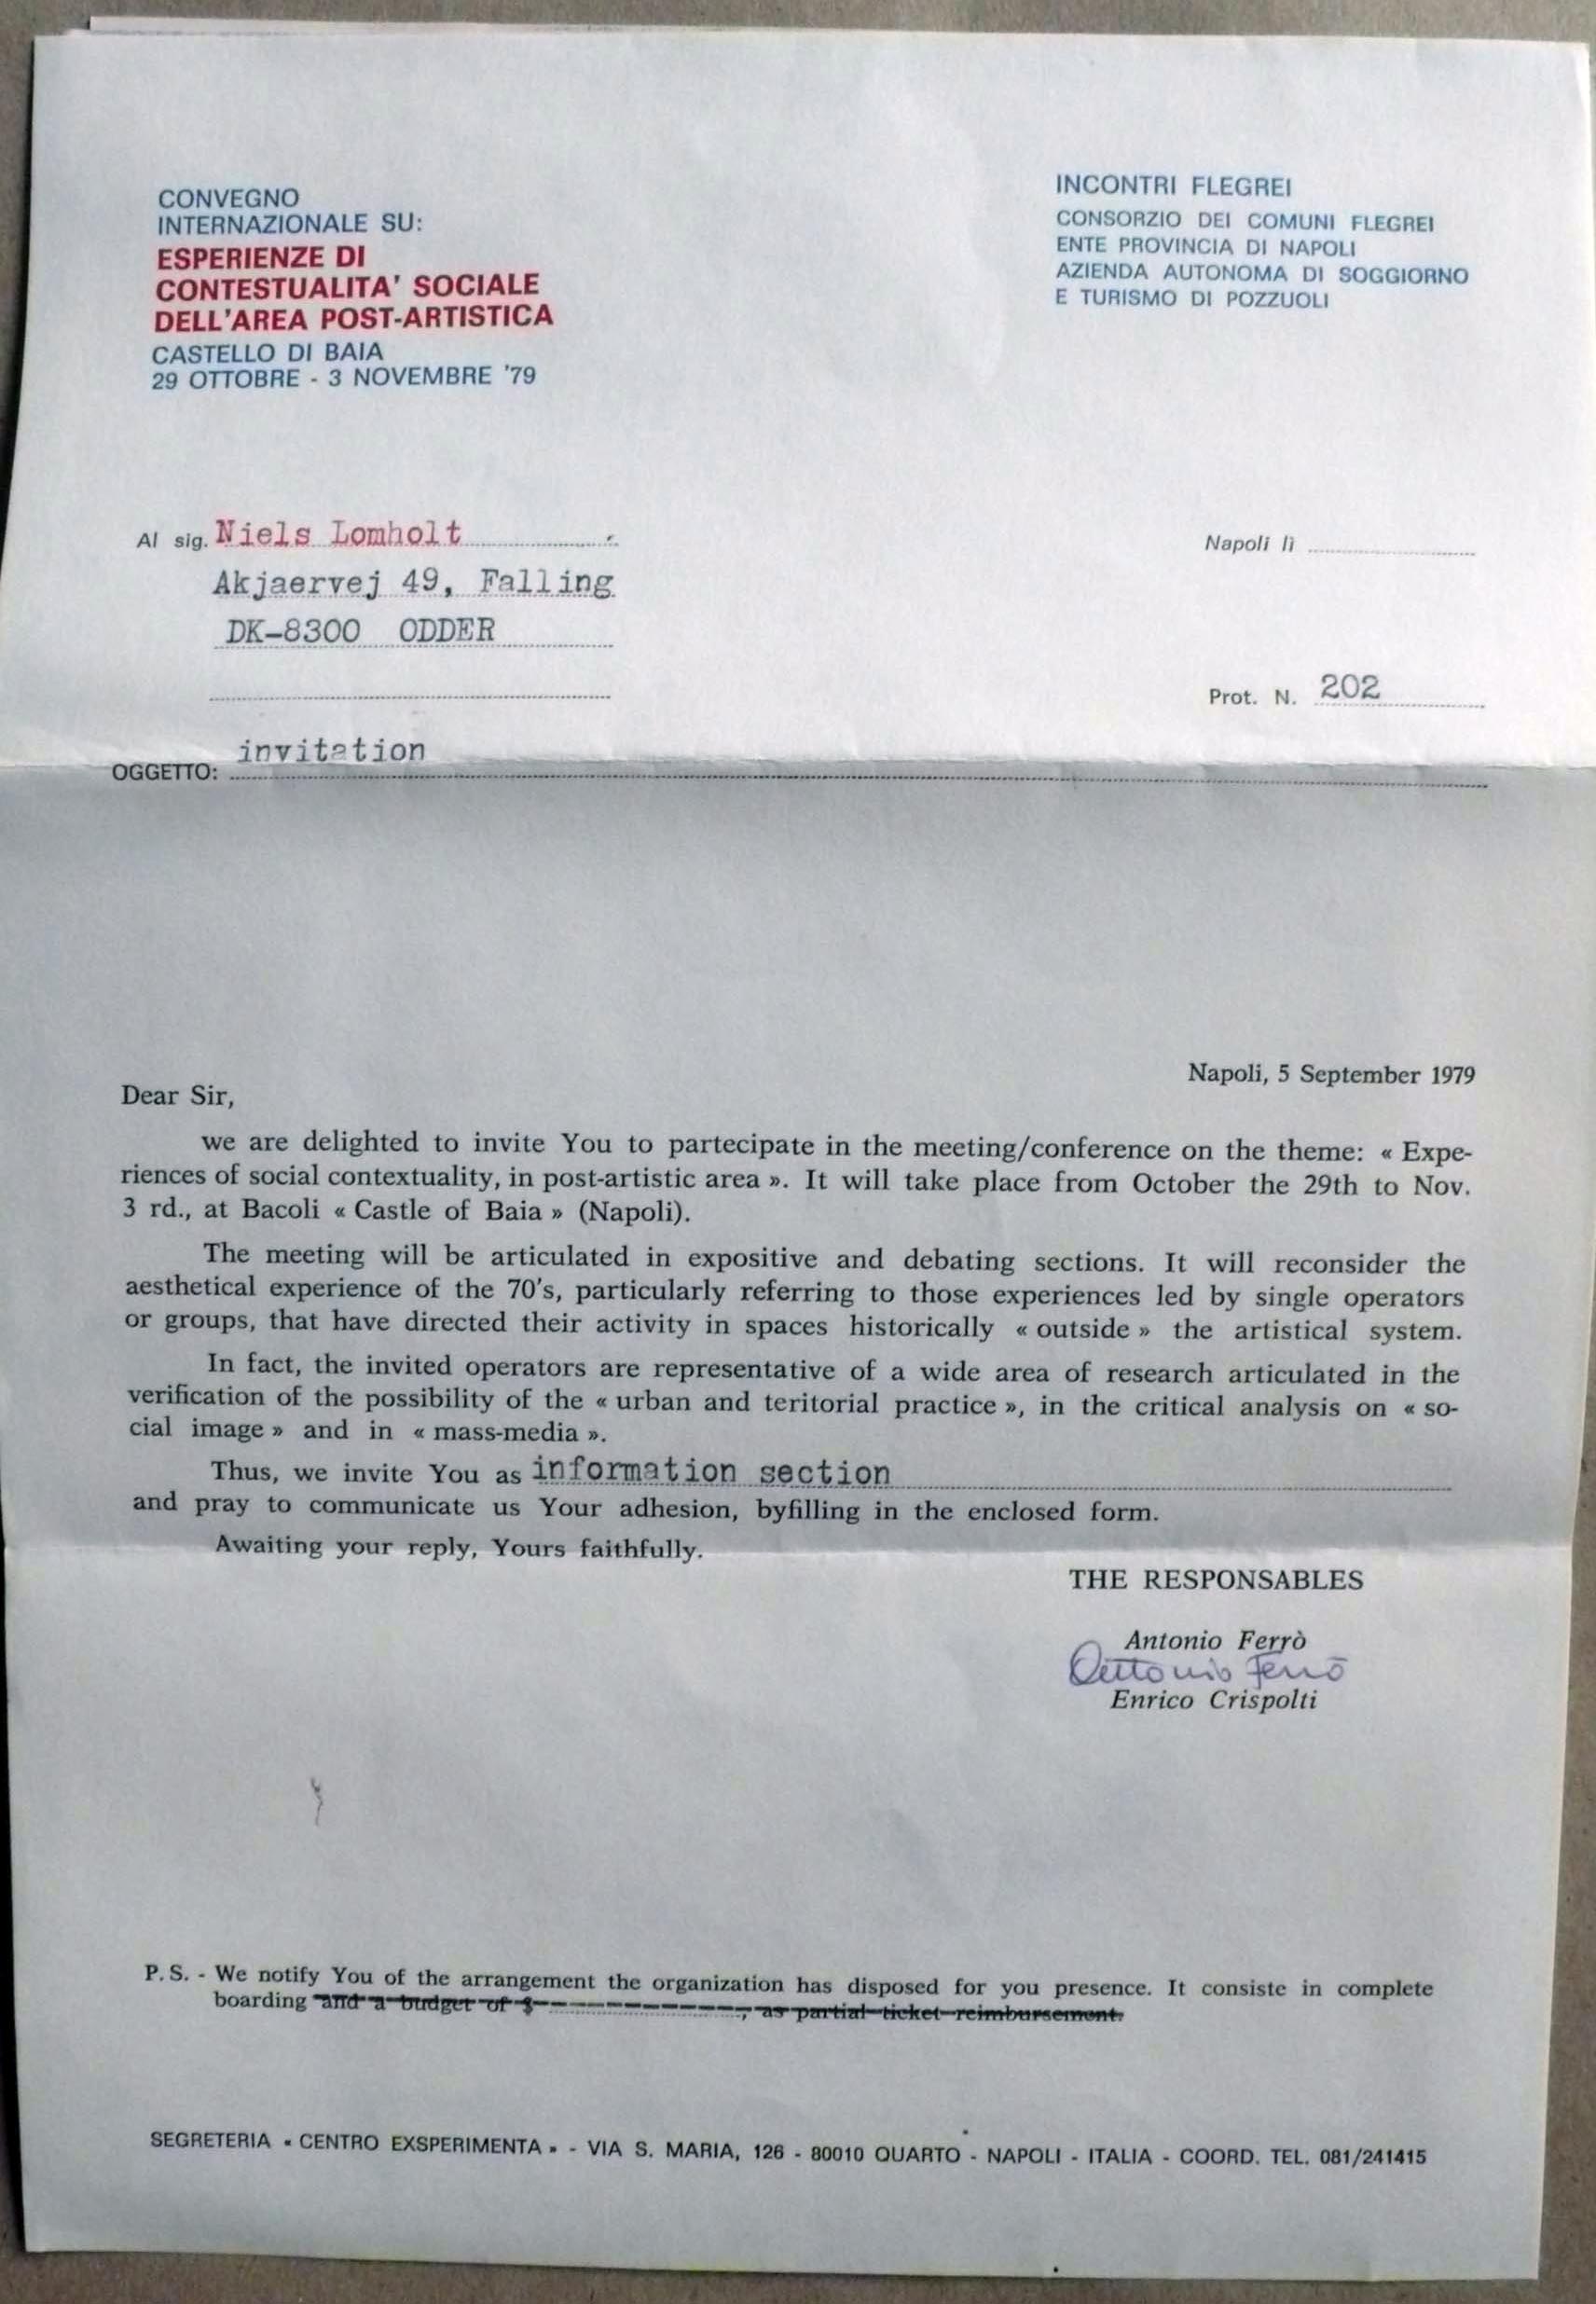 CONVEGNO
INTERNAZIONALE SU:
ESPERIENZE DI
CONTESTUALITA' SOCIALE
DELL'AREA POST-ARTISTICA
CASTELLO DI BAIA
29 OTTOBRE - 3 NOVEMBRE '79
INCONTRI FLEGREI
CONSORZIO DEI COMUNI FLEGREI
ENTE PROVINCIA DI NAPOLI
AZIENDA AUTONOMA DI SOGGIORNO
E TURISMO DI POZZUOLI
Al sig. Niels Lomholt
Akjaervej 49, Falling
DK-8300 ODDER
Napoli lì
Prot. N. 202
OGGETTO: invitation
Napoli, 5 September 1979
Dear Sir,
we are delighted to invite You to partecipate in the meeting/conference on the theme: « Expe-
riences of social contextuality, in post-artistic area ». It will take place from October the 29th to Nov.
3 rd., at Bacoli « Castle of Baia » (Napoli).
The meeting will be articulated in expositive and debating sections. It will reconsider the
aesthetical experience of the 70's, particularly referring to those experiences led by single operators
or groups, that have directed their activity in spaces historically « outside » the artistical system.
In fact, the invited operators are representative of a wide area of research articulated in the
verification of the possibility of the « urban and teritorial practice », in the critical analysis on « so-
cial image » and in « mass-media ».
Thus, we invite You as information section
and pray to communicate us Your adhesion, byfilling in the enclosed form.
Awaiting your reply, Yours faithfully.
THE RESPONSABLES
Antonio Ferrò
Antonio Ferrò
Enrico Crispolti
P. S. - We notify You of the arrangement the organization has disposed for you presence. It consiste in complete
boarding and a budget of $ , as partial ticket reimbursement.
SEGRETERIA « CENTRO EXSPERIMENTA » - VIA S. MARIA, 126 - 80010 QUARTO - NAPOLI - ITALIA - COORD. TEL. 081/241415